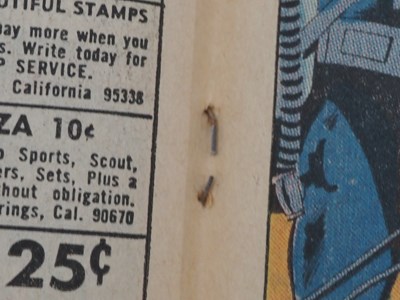 UTIFUL STAMPS
ay more when you
s. Write today for
P SERVICE.
California 95338
ZA 10¢
Sports, Scout,
ers, Sets, Plus a
hout obligation.
rings, Cal. 90670
25¢